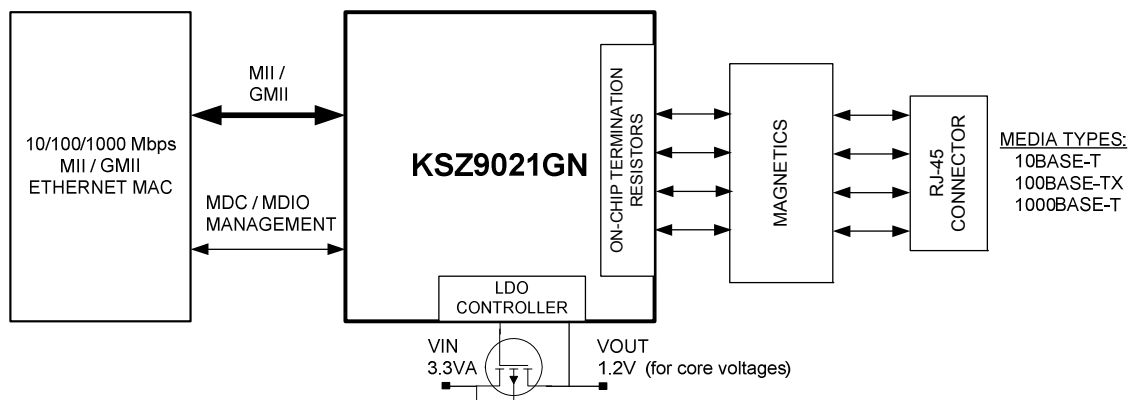 10/100/1000 Mbps
MII / GMII
ETHERNET MAC
MII /
GMII
MDC / MDIO
MANAGEMENT
KSZ9021GN
ON-CHIP TERMINATION
RESISTORS
LDO
CONTROLLER
VIN
3.3VA
VOUT
1.2V (for core voltages)
MAGNETICS
RJ-45
CONNECTOR
MEDIA TYPES:
10BASE-T
100BASE-TX
1000BASE-T